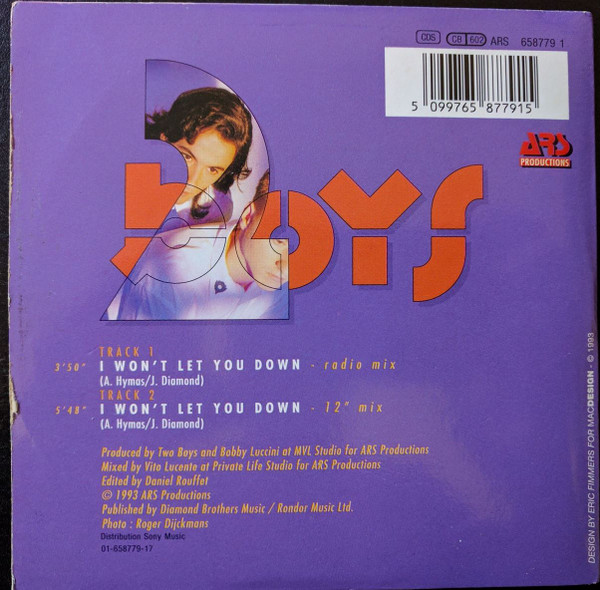 CDS CB 602 ARS 658779 1
5 099765 877915
ARS
PRODUCTIONS
2 BOYS
TRACK 1
3'50" I WON'T LET YOU DOWN - radio mix
(A. Hymas/J. Diamond)
TRACK 2
5'48" I WON'T LET YOU DOWN - 12" mix
(A. Hymas/J. Diamond)
Produced by Two Boys and Bobby Luccini at MVL Studio for ARS Productions
Mixed by Vito Lucente at Private Life Studio for ARS Productions
Edited by Daniel Rouffet
© 1993 ARS Productions
Published by Diamond Brothers Music / Rondor Music Ltd.
Photo : Roger Dijckmans
Distribution Sony Music
01-658779-17
DESIGN BY ERIC FIMMERS FOR MACDESIGN - © 1993